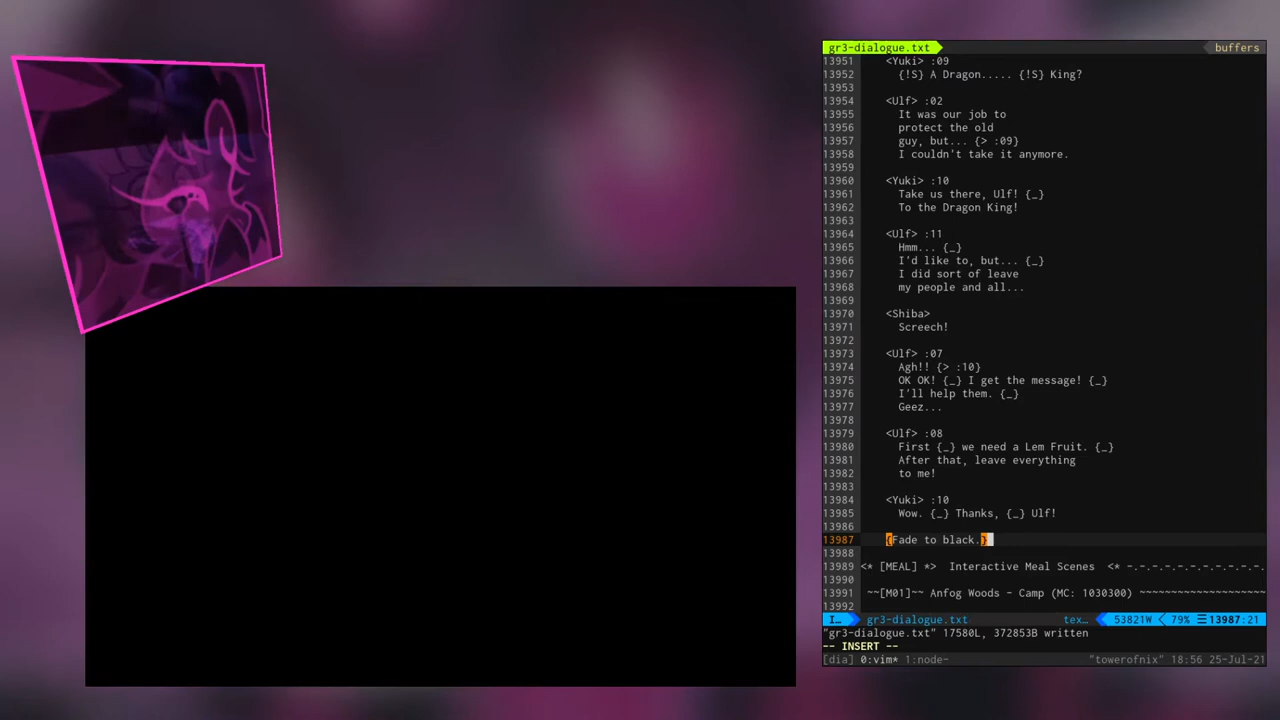 gr3-dialogue.txt buffers
13951 <Yuki> :09
13952 {!S} A Dragon..... {!S} King?
13953
13954 <Ulf> :02
13955 It was our job to
13956 protect the old
13957 guy, but... {> :09}
13958 I couldn't take it anymore.
13959
13960 <Yuki> :10
13961 Take us there, Ulf! {_}
13962 To the Dragon King!
13963
13964 <Ulf> :11
13965 Hmm... {_}
13966 I'd like to, but... {_}
13967 I did sort of leave
13968 my people and all...
13969
13970 <Shiba>
13971 Screech!
13972
13973 <Ulf> :07
13974 Agh!! {> :10}
13975 OK OK! {_} I get the message! {_}
13976 I'll help them. {_}
13977 Geez...
13978
13979 <Ulf> :08
13980 First {_} we need a Lem Fruit. {_}
13981 After that, leave everything
13982 to me!
13983
13984 <Yuki> :10
13985 Wow. {_} Thanks, {_} Ulf!
13986
13987 {Fade to black.}
13988
13989 <* [MEAL] *> Interactive Meal Scenes <* -.-.-.-.-.-.-.-.-.-.-.
13990
13991 ~~[M01]~~ Anfog Woods - Camp (MC: 1030300) ~~~~~~~~~~~~~~~~~~~~
13992
I… gr3-dialogue.txt tex… 53821W 79% ☰13987:21
"gr3-dialogue.txt" 17580L, 372853B written
-- INSERT --
[dia] 0:vim* 1:node- "towerofnix" 18:56 25-Jul-21